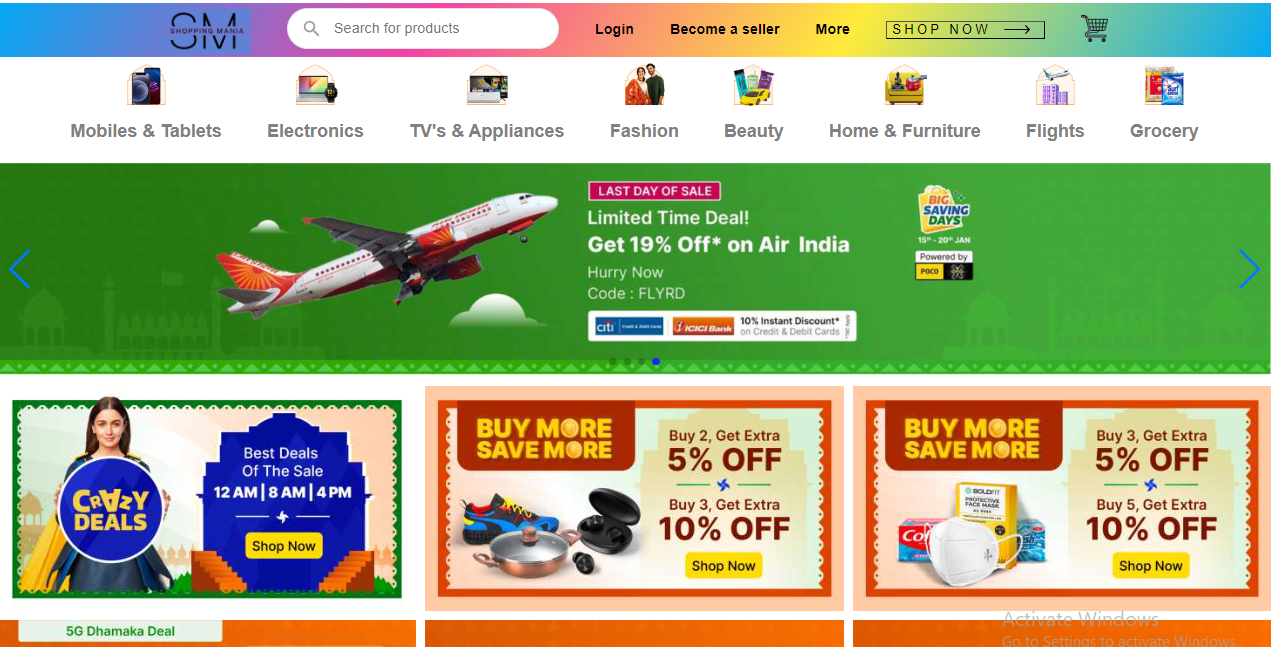 SM
SHOPPING MANIA
Search for products
Login
Become a seller
More
SHOP NOW
Mobiles & Tablets
Electronics
TV's & Appliances
Fashion
Beauty
Home & Furniture
Flights
Grocery
LAST DAY OF SALE
Limited Time Deal!
Get 19% Off* on Air India
Hurry Now
Code : FLYRD
citi
Credit & Debit Cards
ICICI Bank
10% Instant Discount*
on Credit & Debit Cards
BIG
SAVING
DAYS
15th - 20th JAN
Powered by
POCO
CRAZY
DEALS
Best Deals
Of The Sale
12 AM | 8 AM | 4 PM
Shop Now
BUY MORE
SAVE MORE
Buy 2, Get Extra
5% OFF
Buy 3, Get Extra
10% OFF
Shop Now
BUY MORE
SAVE MORE
BOLDFIT
PROTECTIVE
FACE MASK
Buy 3, Get Extra
5% OFF
Buy 5, Get Extra
10% OFF
Shop Now
5G Dhamaka Deal
Activate Windows
Go to Settings to activate Windows.